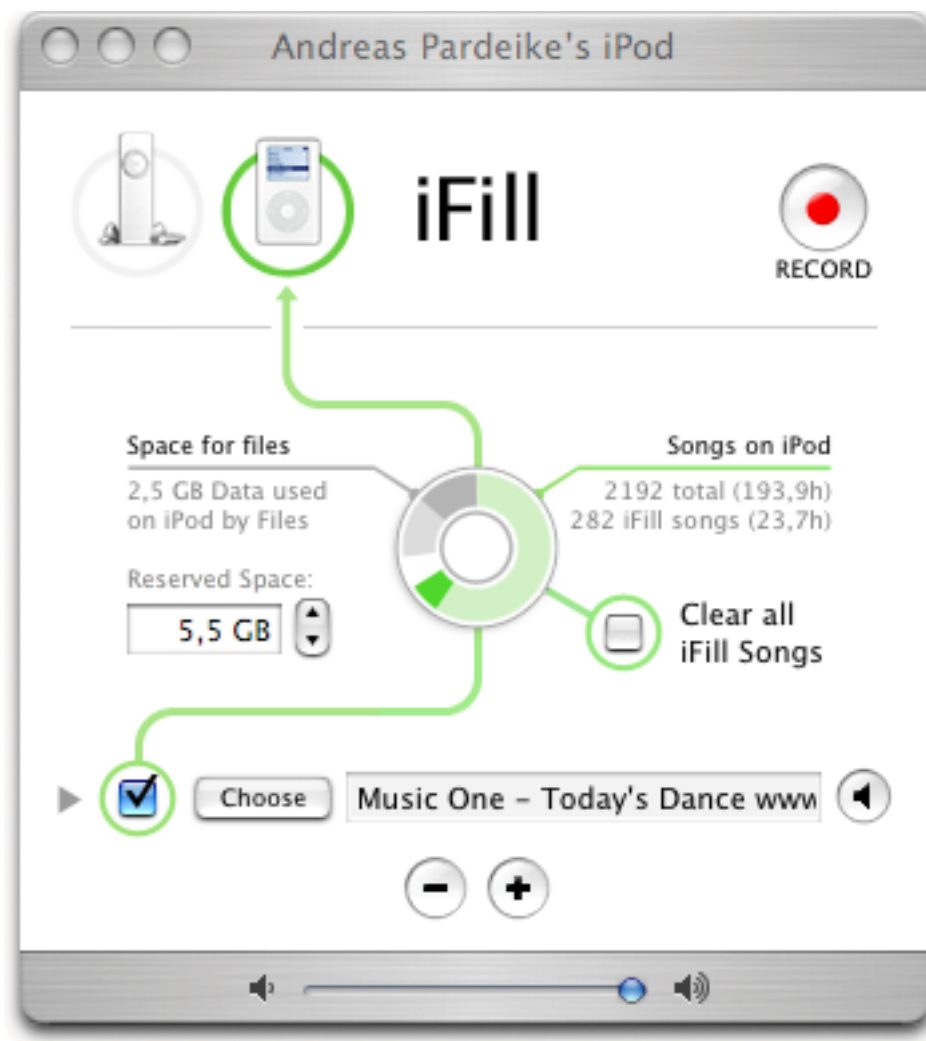 Andreas Pardeike's iPod
iFill
RECORD
Space for files
2,5 GB Data used
on iPod by Files
Songs on iPod
2192 total (193,9h)
282 iFill songs (23,7h)
Reserved Space:
5,5 GB
Clear all
iFill Songs
Choose
Music One – Today's Dance www